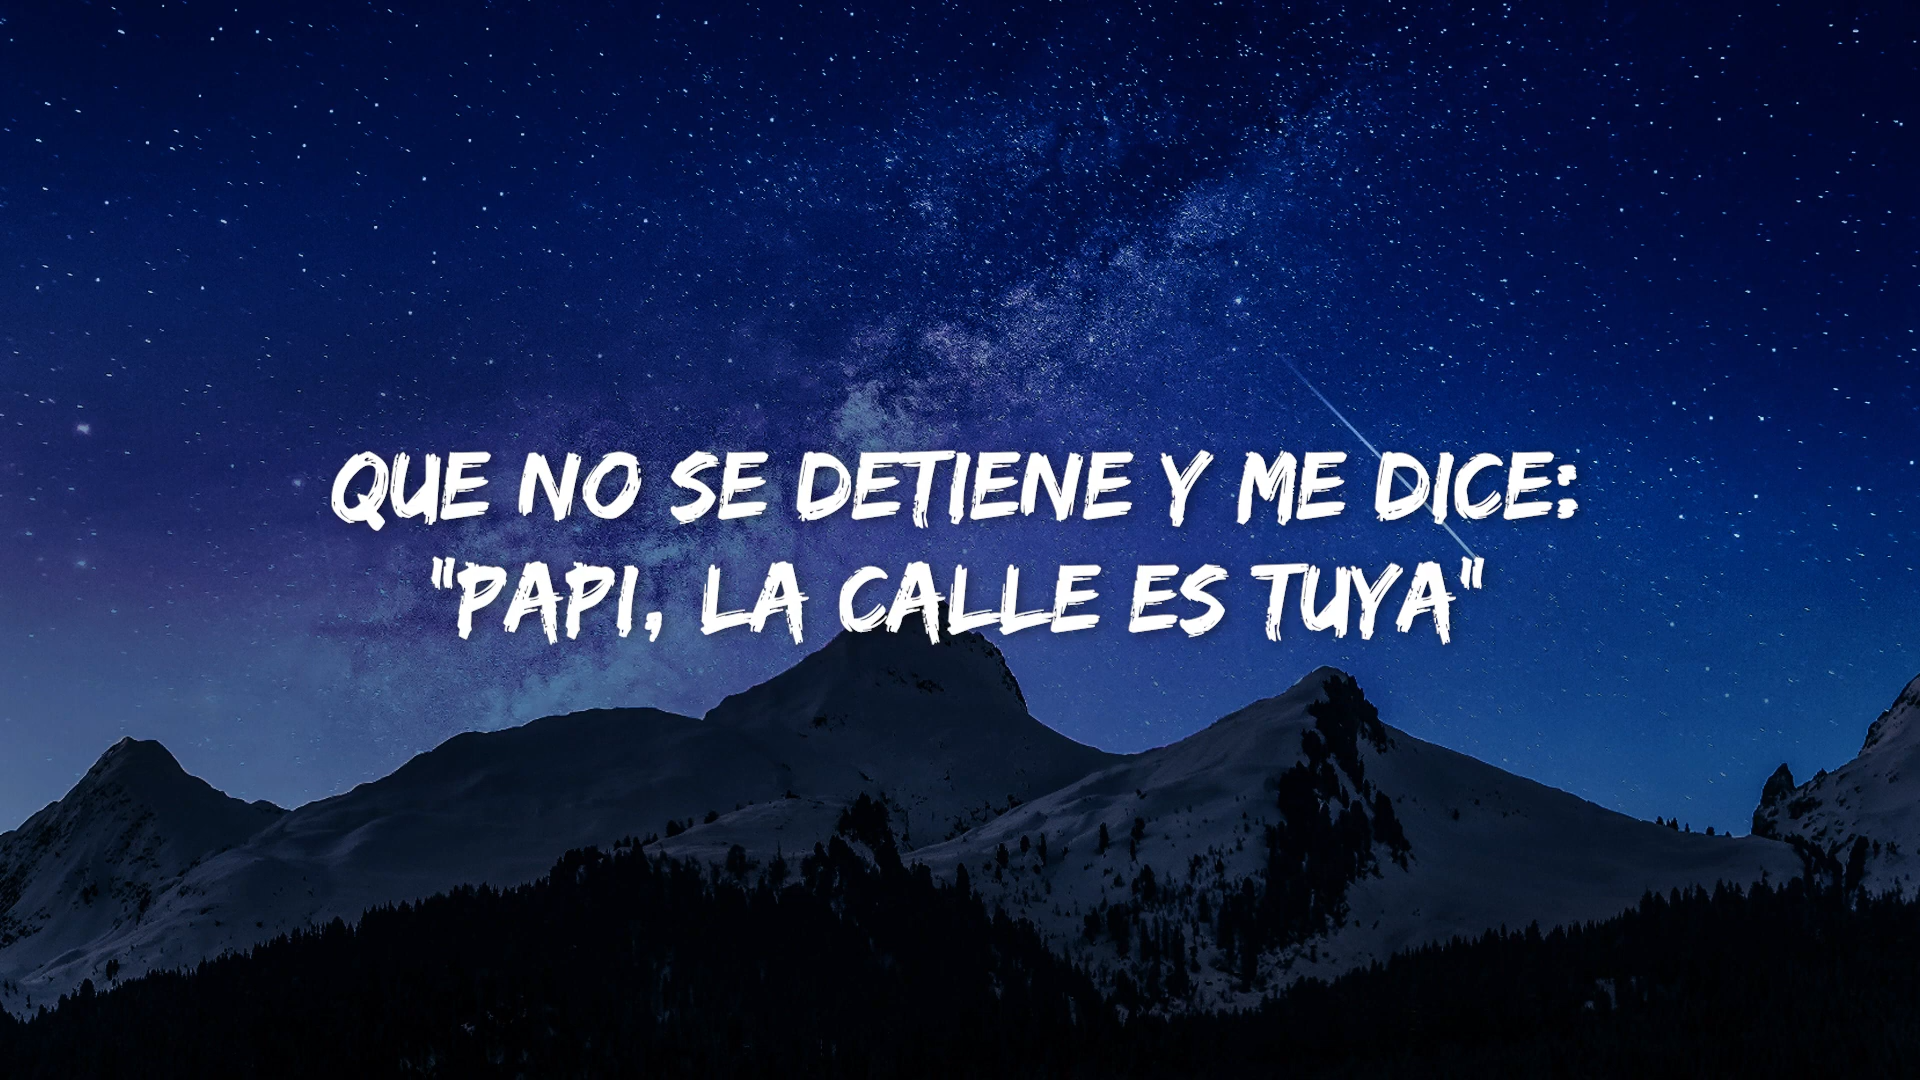 QUE NO SE DETIENE Y ME DICE:
"PAPI, LA CALLE ES TUYA"